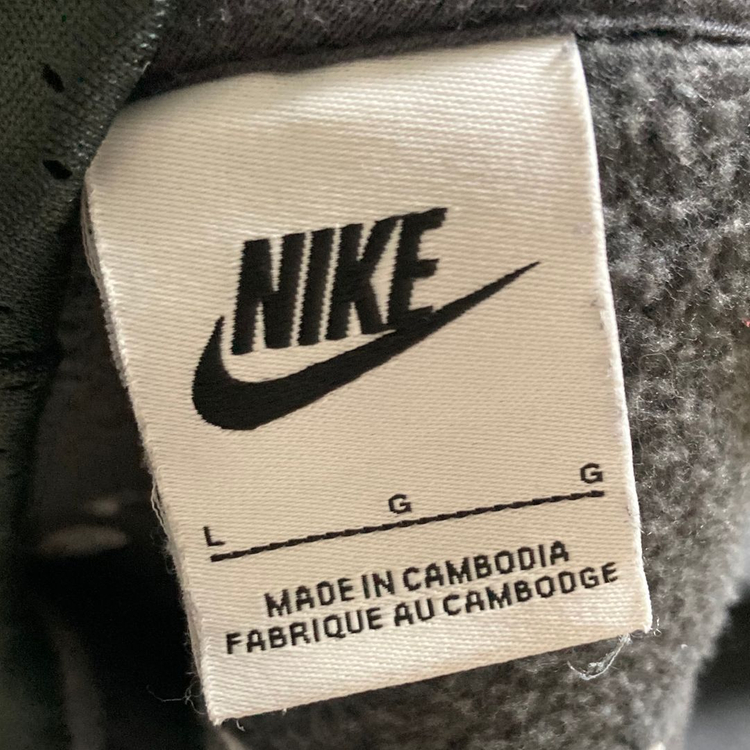 NIKE
L G G
MADE IN CAMBODIA
FABRIQUE AU CAMBODGE